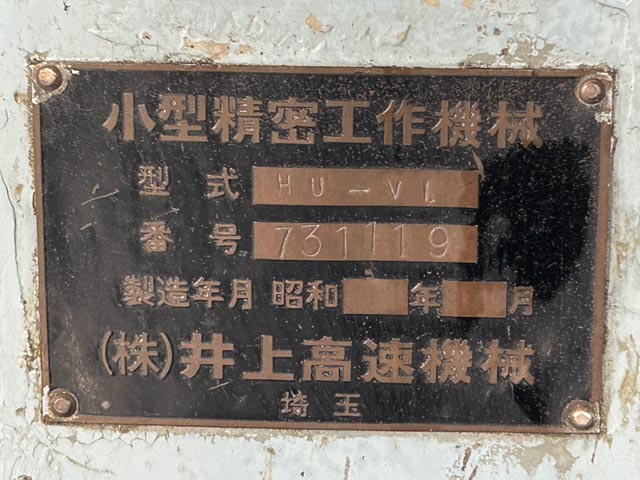 小型精密工作機械
型式 HU-VL
番号 731119
製造年月 昭和 年 月
(株)井上高速機械
埼玉